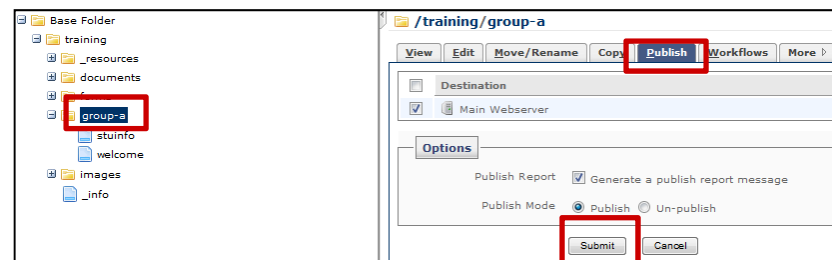 Base Folder
training
_resources
documents
forms
group-a
stuinfo
welcome
images
_info
/training/group-a
View Edit Move/Rename Copy Publish Workflows More
Destination
Main Webserver
Options
Publish Report Generate a publish report message
Publish Mode Publish Un-publish
Submit Cancel